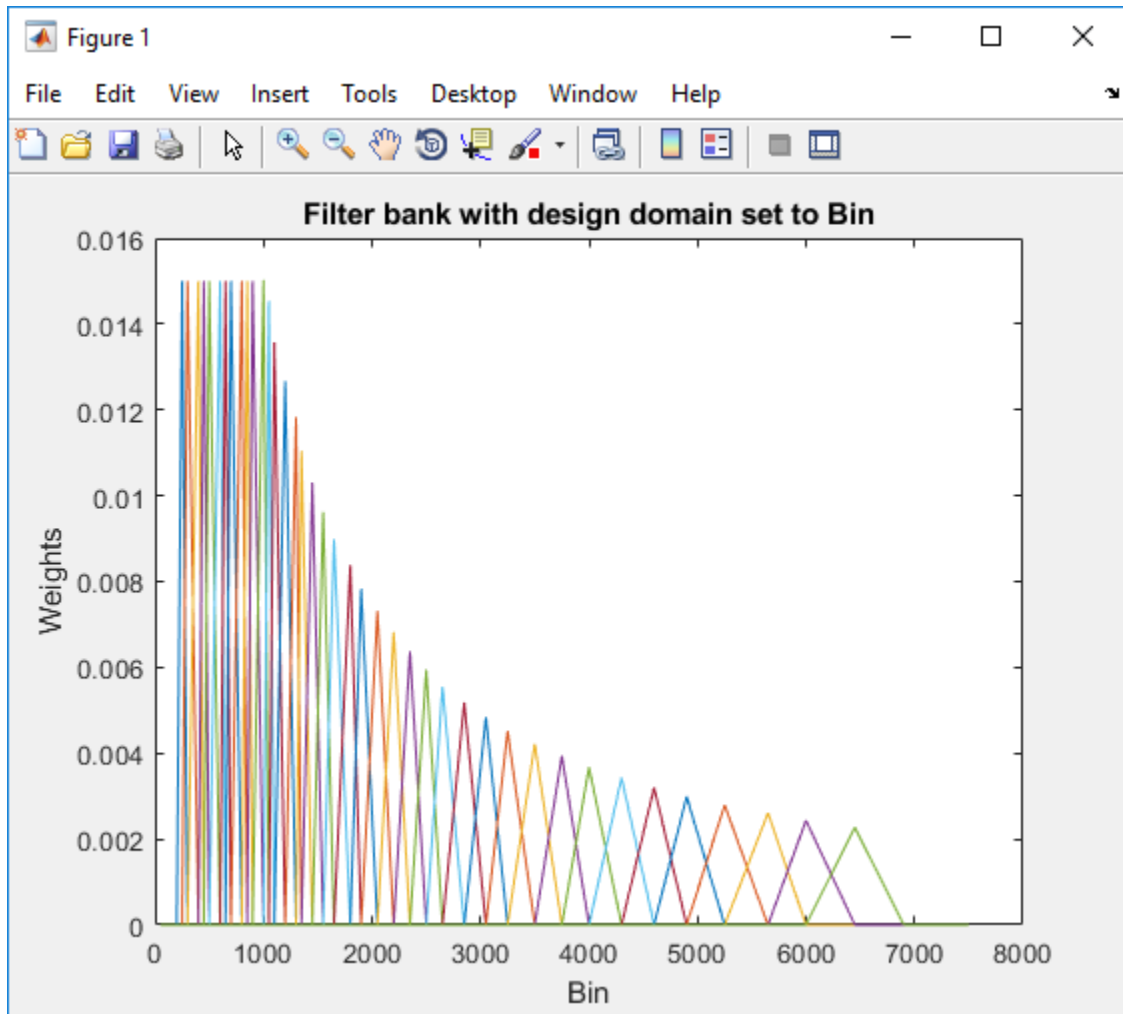 Figure 1
File Edit View Insert Tools Desktop Window Help
Filter bank with design domain set to Bin
0.016
0.014
0.012
0.01
0.008
0.006
0.004
0.002
0
Weights
0 1000 2000 3000 4000 5000 6000 7000 8000
Bin